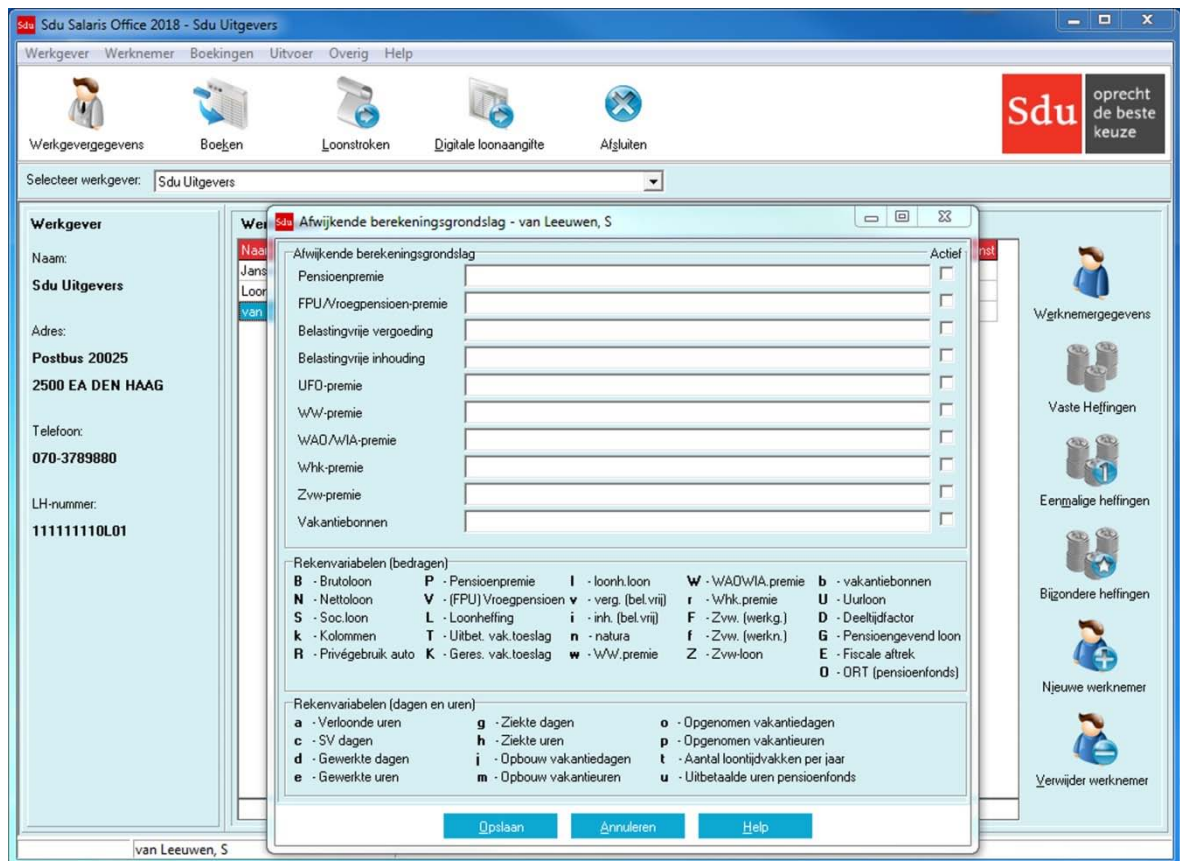 Sdu Sdu Salaris Office 2018 - Sdu Uitgevers
Werkgever Werknemer Boekingen Uitvoer Overig Help
Werkgevergegevens Boeken Loonstroken Digitale loonaangifte Afsluiten
Sdu oprecht
de beste
keuze
Selecteer werkgever: Sdu Uitgevers
Werkgever
Naam:
Sdu Uitgevers
Adres:
Postbus 20025
2500 EA DEN HAAG
Telefoon:
070-3789880
LH-nummer:
111111110L01
Wer
Naa
Jans
Loon
van
nst
Sdu Afwijkende berekeningsgrondslag - van Leeuwen, S
Afwijkende berekeningsgrondslag Actief
Pensioenpremie
FPU/Vroegpensioen-premie
Belastingvrije vergoeding
Belastingvrije inhouding
UFO-premie
WW-premie
WAO/WIA-premie
Whk-premie
Zvw-premie
Vakantiebonnen
Rekenvariabelen (bedragen)
B - Brutoloon P - Pensioenpremie l - loonh.loon W - WAOWIA.premie b - vakantiebonnen
N - Nettoloon V - (FPU) Vroegpensioen v - verg. (bel.vrij) r - Whk.premie U - Uurloon
S - Soc.loon L - Loonheffing i - inh. (bel.vrij) F - Zvw. (werkg.) D - Deeltijdfactor
k - Kolommen T - Uitbet. vak.toeslag n - natura f - Zvw. (werkn.) G - Pensioengevend loon
R - Privégebruik auto K - Geres. vak.toeslag w - WW.premie Z - Zvw-loon E - Fiscale aftrek
O - ORT (pensioenfonds)
Rekenvariabelen (dagen en uren)
a - Verloonde uren g - Ziekte dagen o - Opgenomen vakantiedagen
c - SV dagen h - Ziekte uren p - Opgenomen vakantieuren
d - Gewerkte dagen j - Opbouw vakantiedagen t - Aantal loontijdvakken per jaar
e - Gewerkte uren m - Opbouw vakantieuren u - Uitbetaalde uren pensioenfonds
Opslaan Annuleren Help
Werknemergegevens
Vaste Heffingen
Eenmalige heffingen
Bijzondere heffingen
Nieuwe werknemer
Verwijder werknemer
van Leeuwen, S